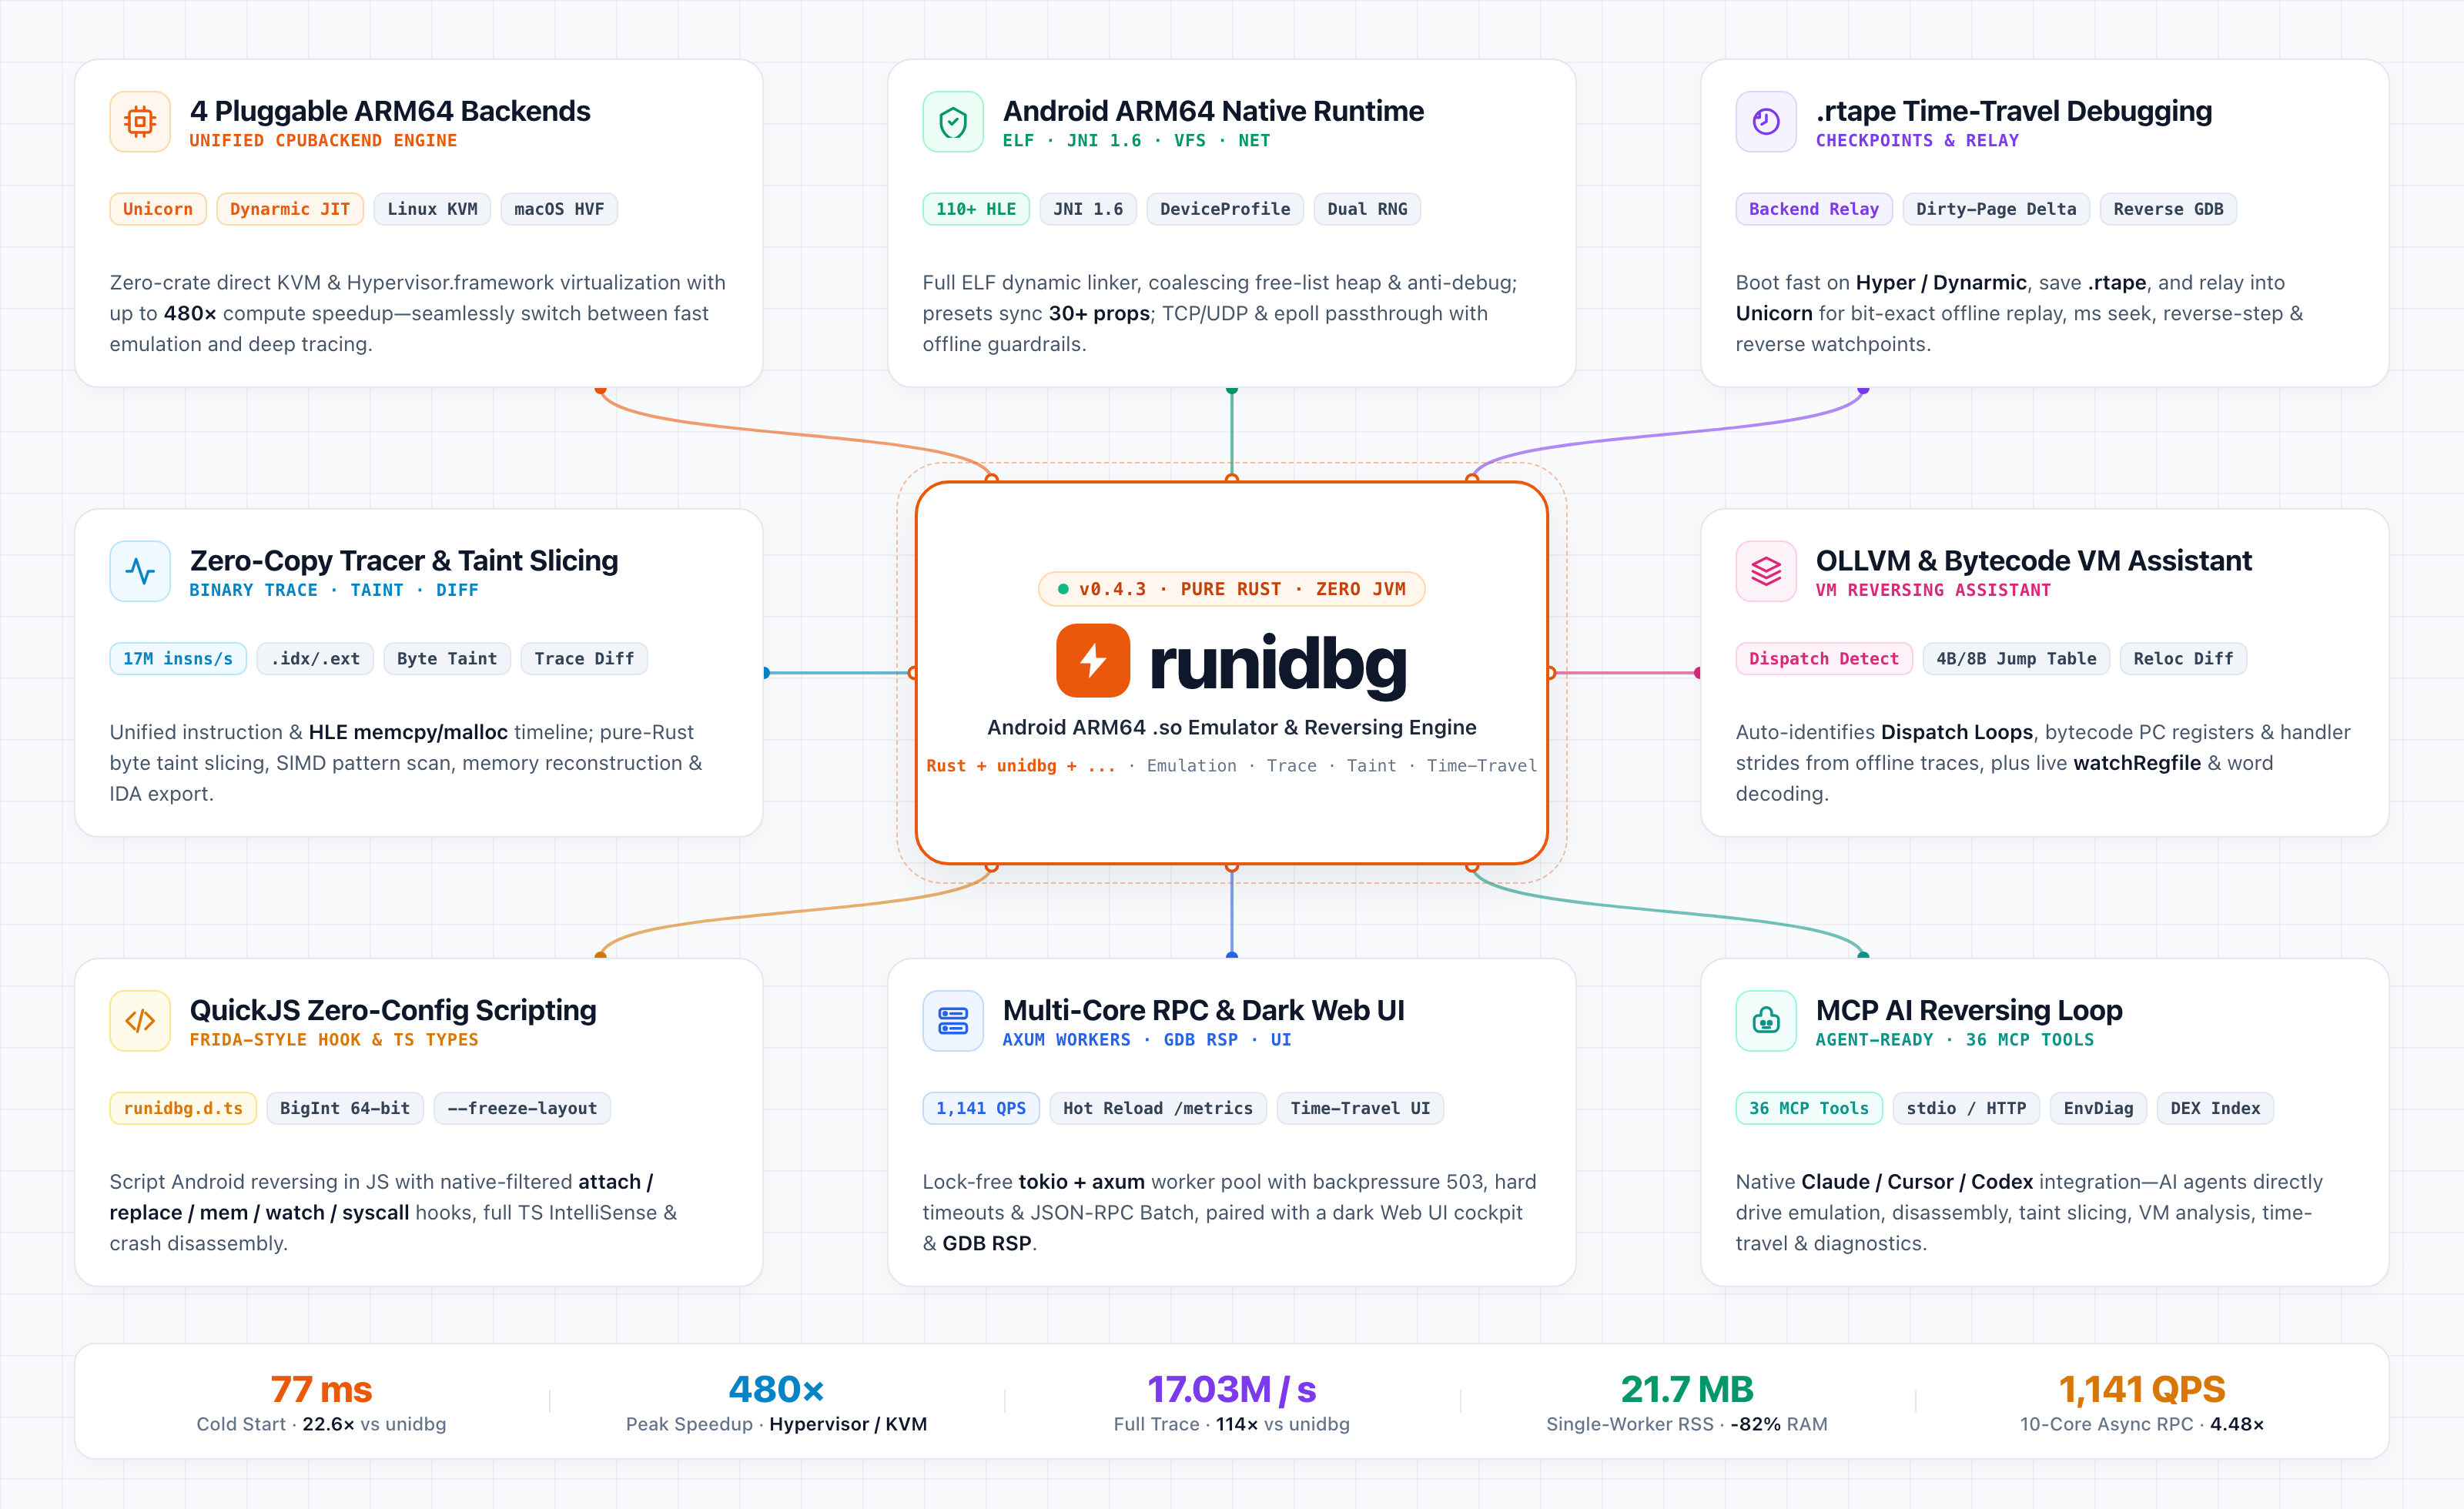 4 Pluggable ARM64 Backends
UNIFIED CPUBACKEND ENGINE
Unicorn
Dynarmic JIT
Linux KVM
macOS HVF
Zero-crate direct KVM & Hypervisor.framework virtualization with
up to 480× compute speedup—seamlessly switch between fast
emulation and deep tracing.
Android ARM64 Native Runtime
ELF · JNI 1.6 · VFS · NET
110+ HLE
JNI 1.6
DeviceProfile
Dual RNG
Full ELF dynamic linker, coalescing free-list heap & anti-debug;
presets sync 30+ props; TCP/UDP & epoll passthrough with
offline guardrails.
.rtape Time-Travel Debugging
CHECKPOINTS & RELAY
Backend Relay
Dirty-Page Delta
Reverse GDB
Boot fast on Hyper / Dynarmic, save .rtape, and relay into
Unicorn for bit-exact offline replay, ms seek, reverse-step &
reverse watchpoints.
Zero-Copy Tracer & Taint Slicing
BINARY TRACE · TAINT · DIFF
17M insns/s
.idx/.ext
Byte Taint
Trace Diff
Unified instruction & HLE memcpy/malloc timeline; pure-Rust
byte taint slicing, SIMD pattern scan, memory reconstruction &
IDA export.
v0.4.3 · PURE RUST · ZERO JVM
runidbg
Android ARM64 .so Emulator & Reversing Engine
Rust + unidbg + ... · Emulation · Trace · Taint · Time-Travel
OLLVM & Bytecode VM Assistant
VM REVERSING ASSISTANT
Dispatch Detect
4B/8B Jump Table
Reloc Diff
Auto-identifies Dispatch Loops, bytecode PC registers & handler
strides from offline traces, plus live watchRegfile & word
decoding.
QuickJS Zero-Config Scripting
FRIDA-STYLE HOOK & TS TYPES
runidbg.d.ts
BigInt 64-bit
--freeze-layout
Script Android reversing in JS with native-filtered attach /
replace / mem / watch / syscall hooks, full TS IntelliSense &
crash disassembly.
Multi-Core RPC & Dark Web UI
AXUM WORKERS · GDB RSP · UI
1,141 QPS
Hot Reload /metrics
Time-Travel UI
Lock-free tokio + axum worker pool with backpressure 503, hard
timeouts & JSON-RPC Batch, paired with a dark Web UI cockpit
& GDB RSP.
MCP AI Reversing Loop
AGENT-READY · 36 MCP TOOLS
36 MCP Tools
stdio / HTTP
EnvDiag
DEX Index
Native Claude / Cursor / Codex integration—AI agents directly
drive emulation, disassembly, taint slicing, VM analysis, time-
travel & diagnostics.
77 ms
Cold Start · 22.6× vs unidbg
480×
Peak Speedup · Hypervisor / KVM
17.03M / s
Full Trace · 114× vs unidbg
21.7 MB
Single-Worker RSS · -82% RAM
1,141 QPS
10-Core Async RPC · 4.48×